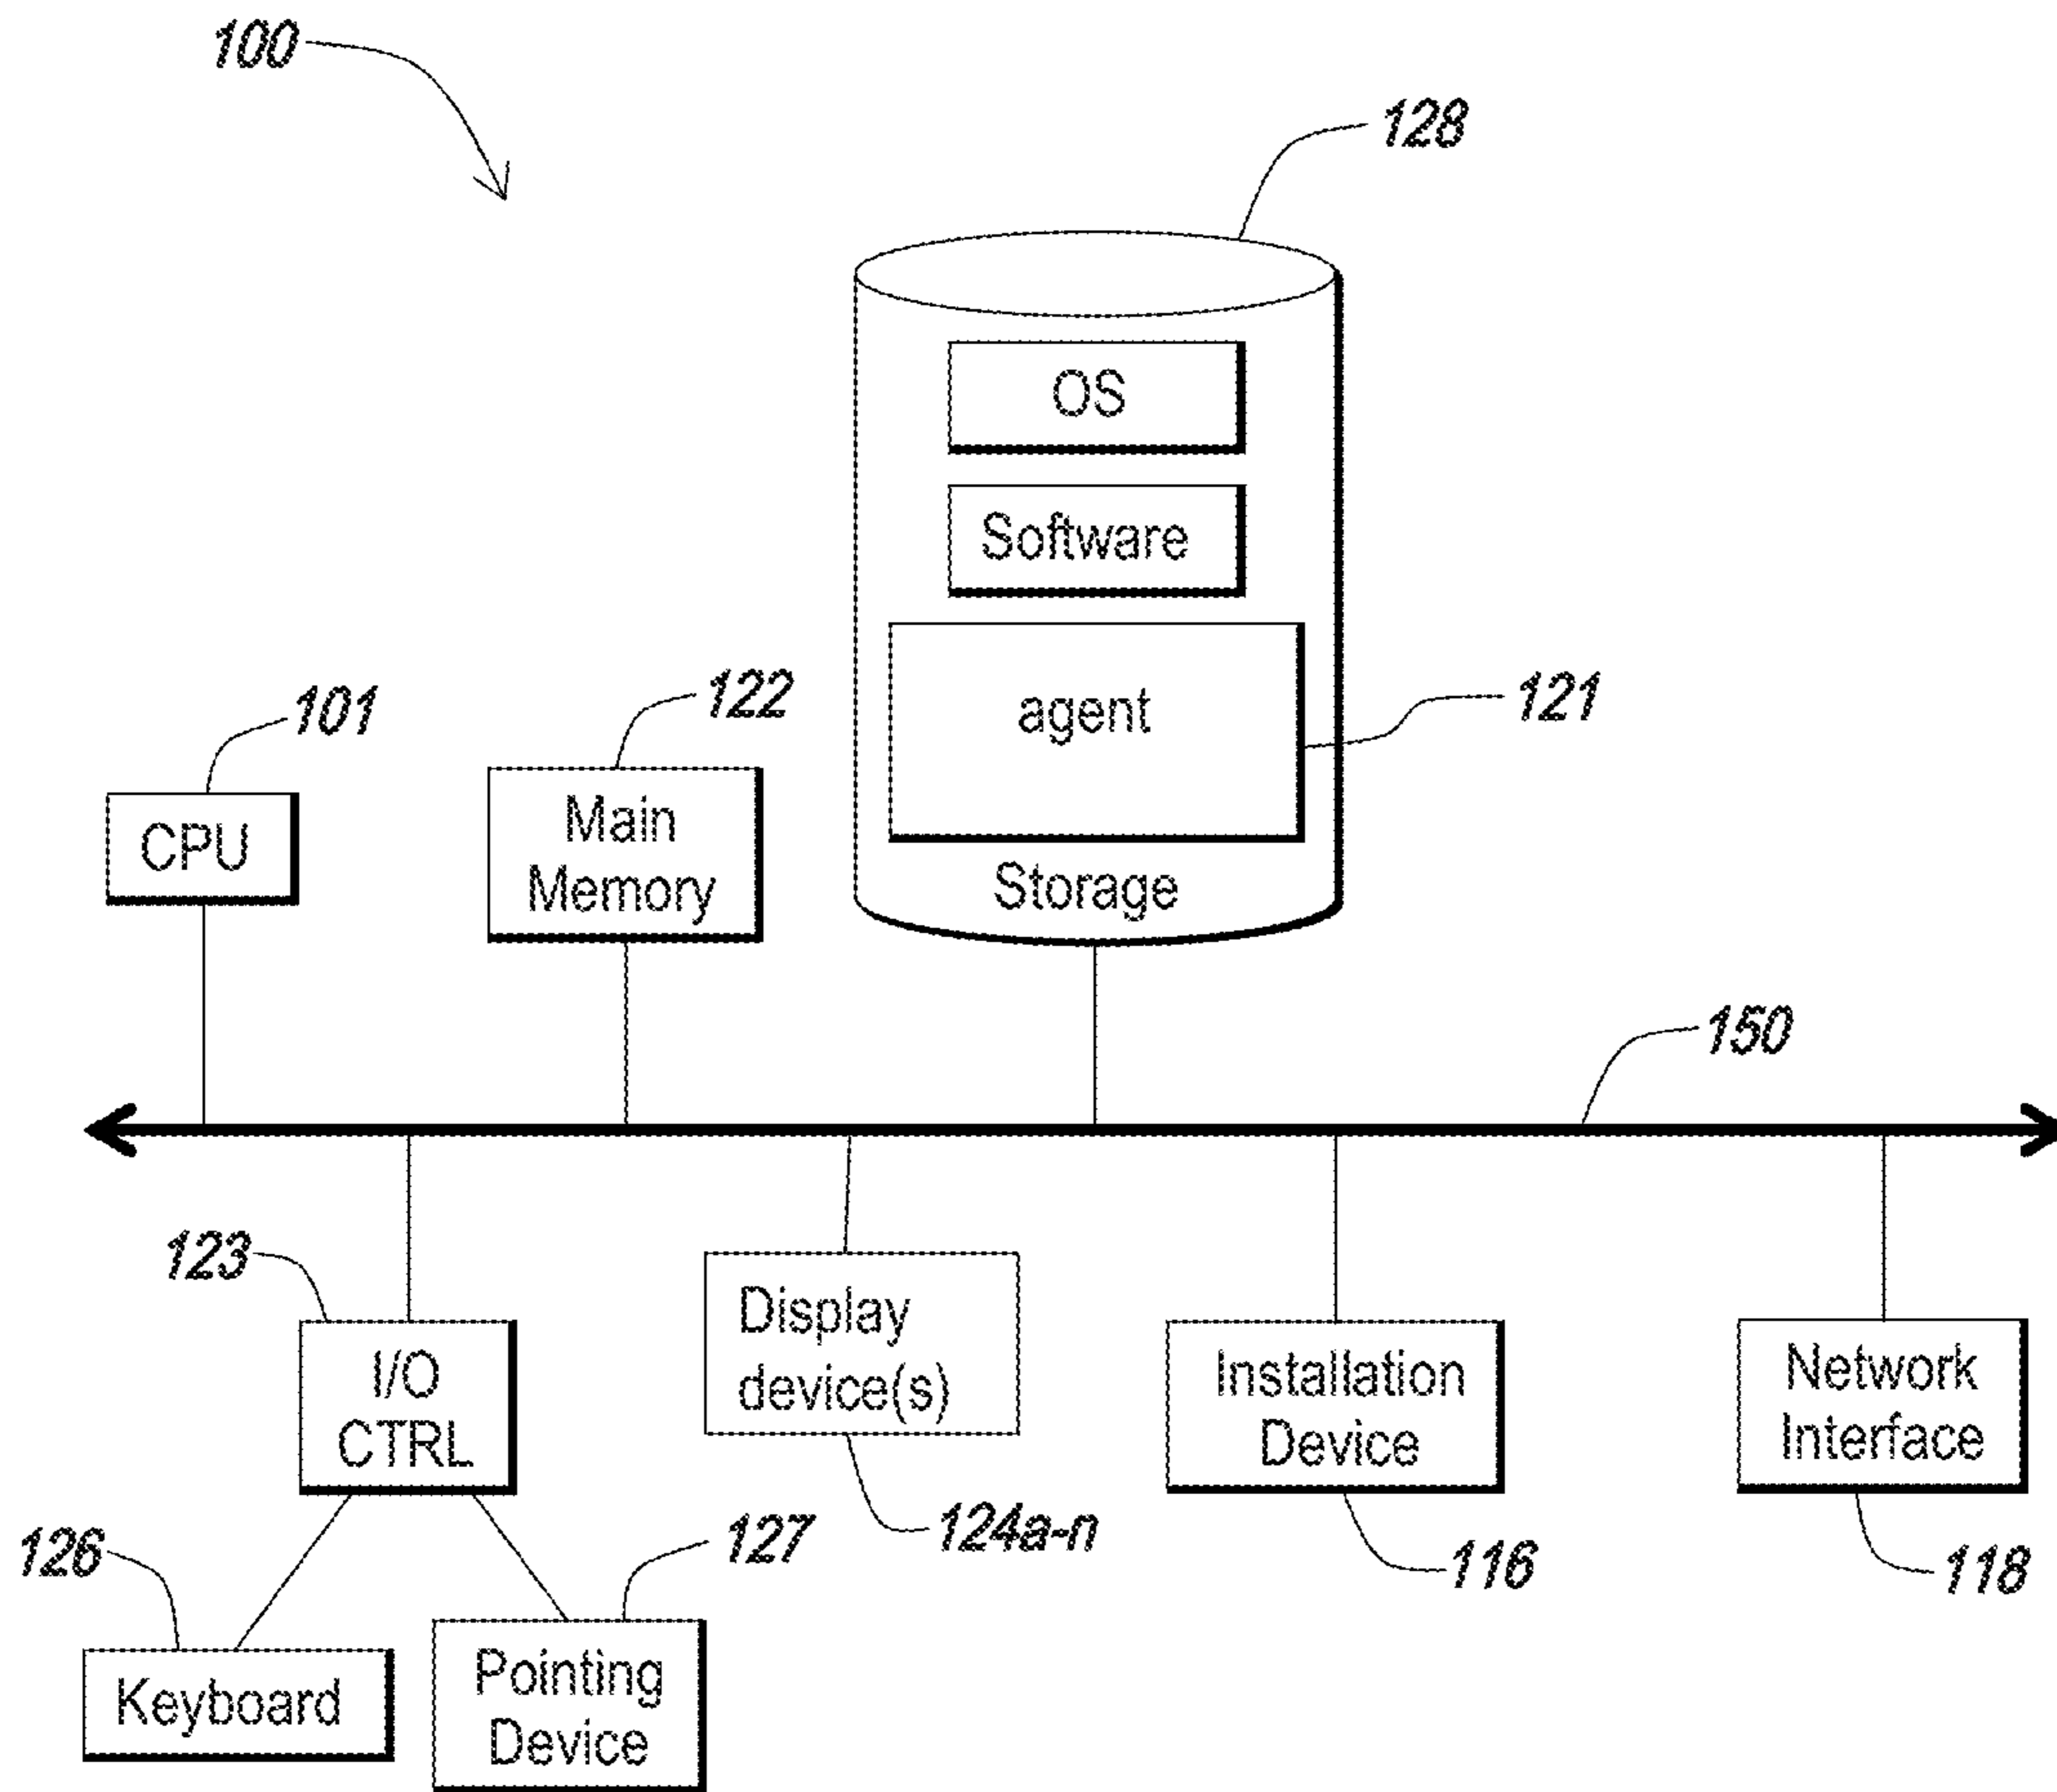 100
128
OS
Software
122
121
101
agent
Main
CPU
Memory
Storage
150
123
Display
I/O
Installation
Network
device(s)
CTRL
Device
Interface
124a-n
127
126
116
118
Pointing
Keyboard
Device